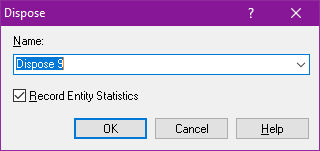 Dispose
?
Name:
Dispose 9
Record Entity Statistics
OK
Cancel
Help